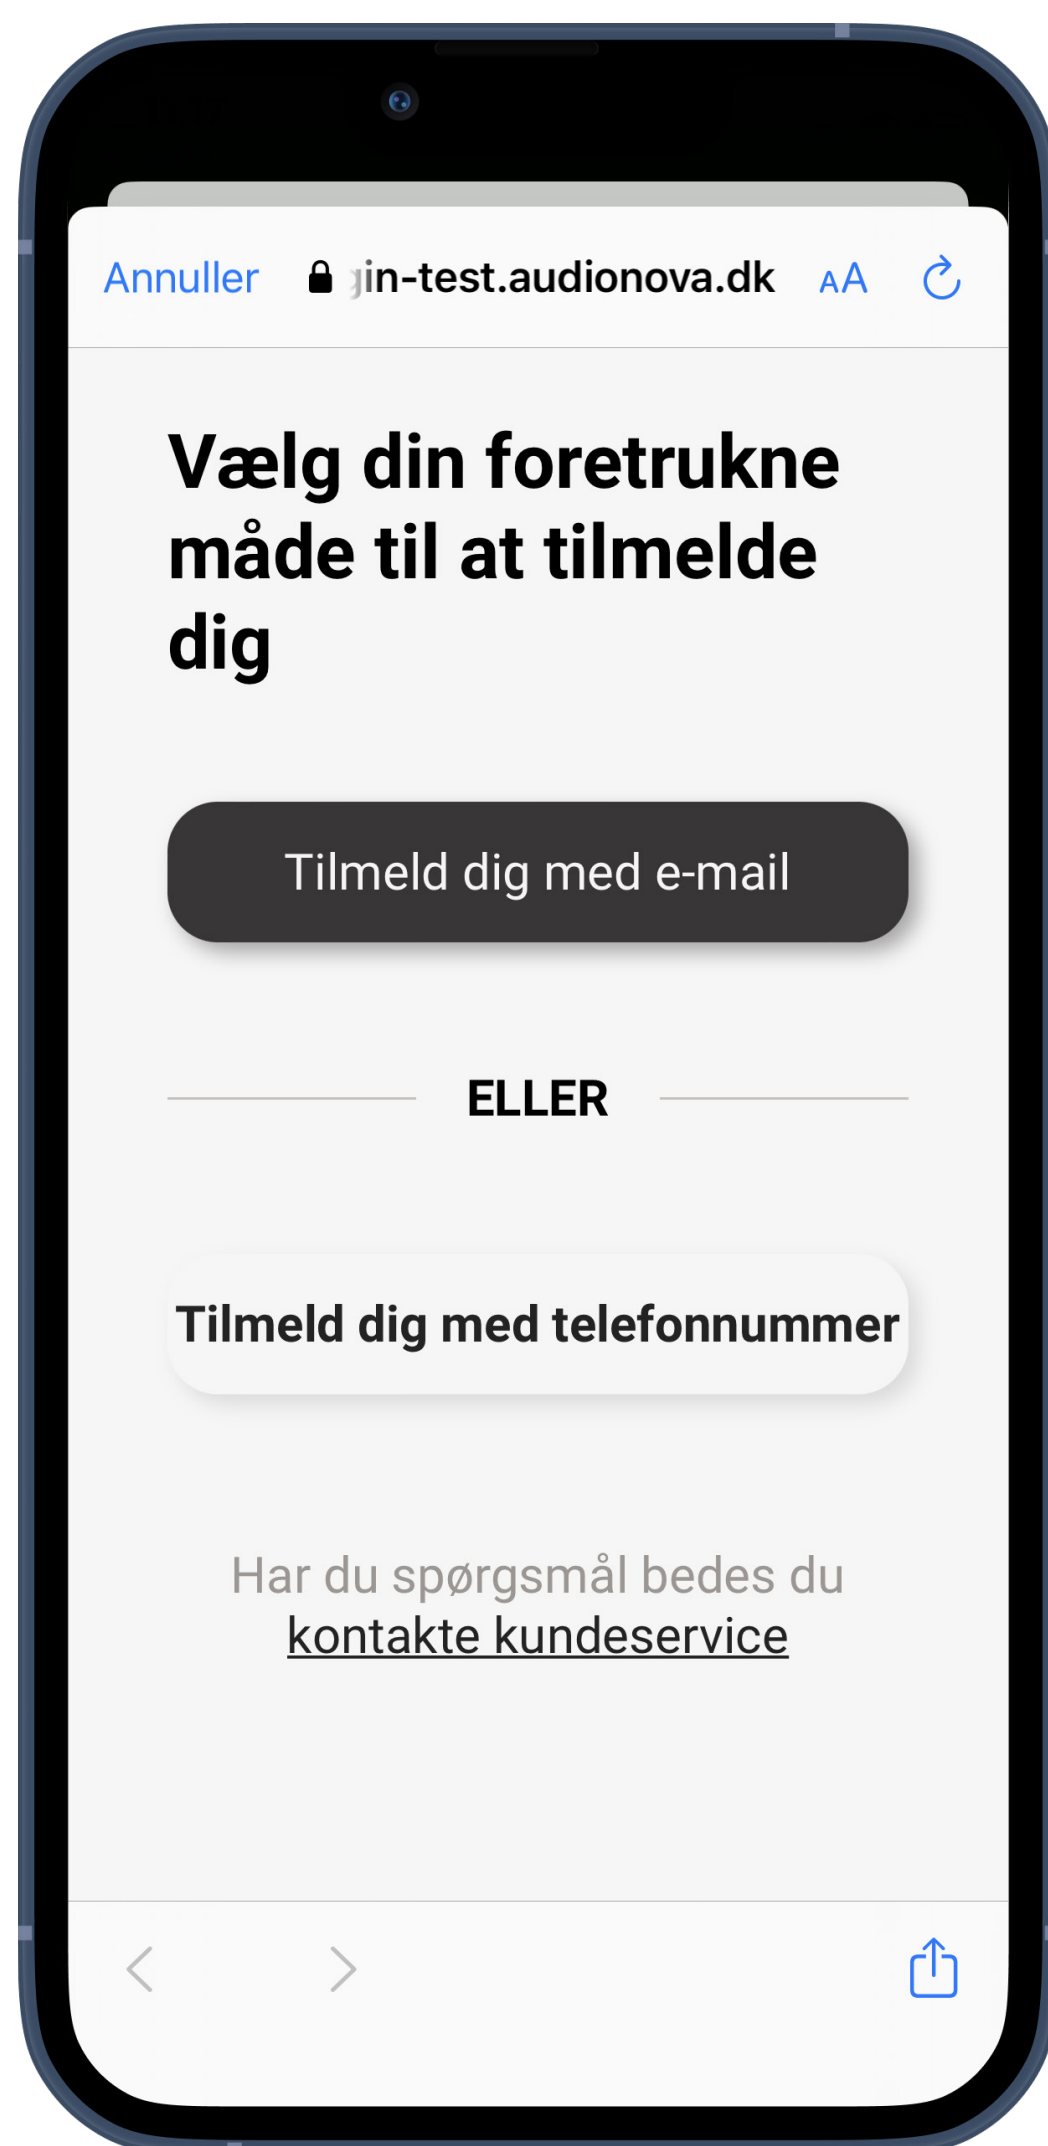 Annuller gin-test.audionova.dk AA
Vælg din foretrukne
måde til at tilmelde
dig
Tilmeld dig med e-mail
ELLER
Tilmeld dig med telefonnummer
Har du spørgsmål bedes du
kontakte kundeservice